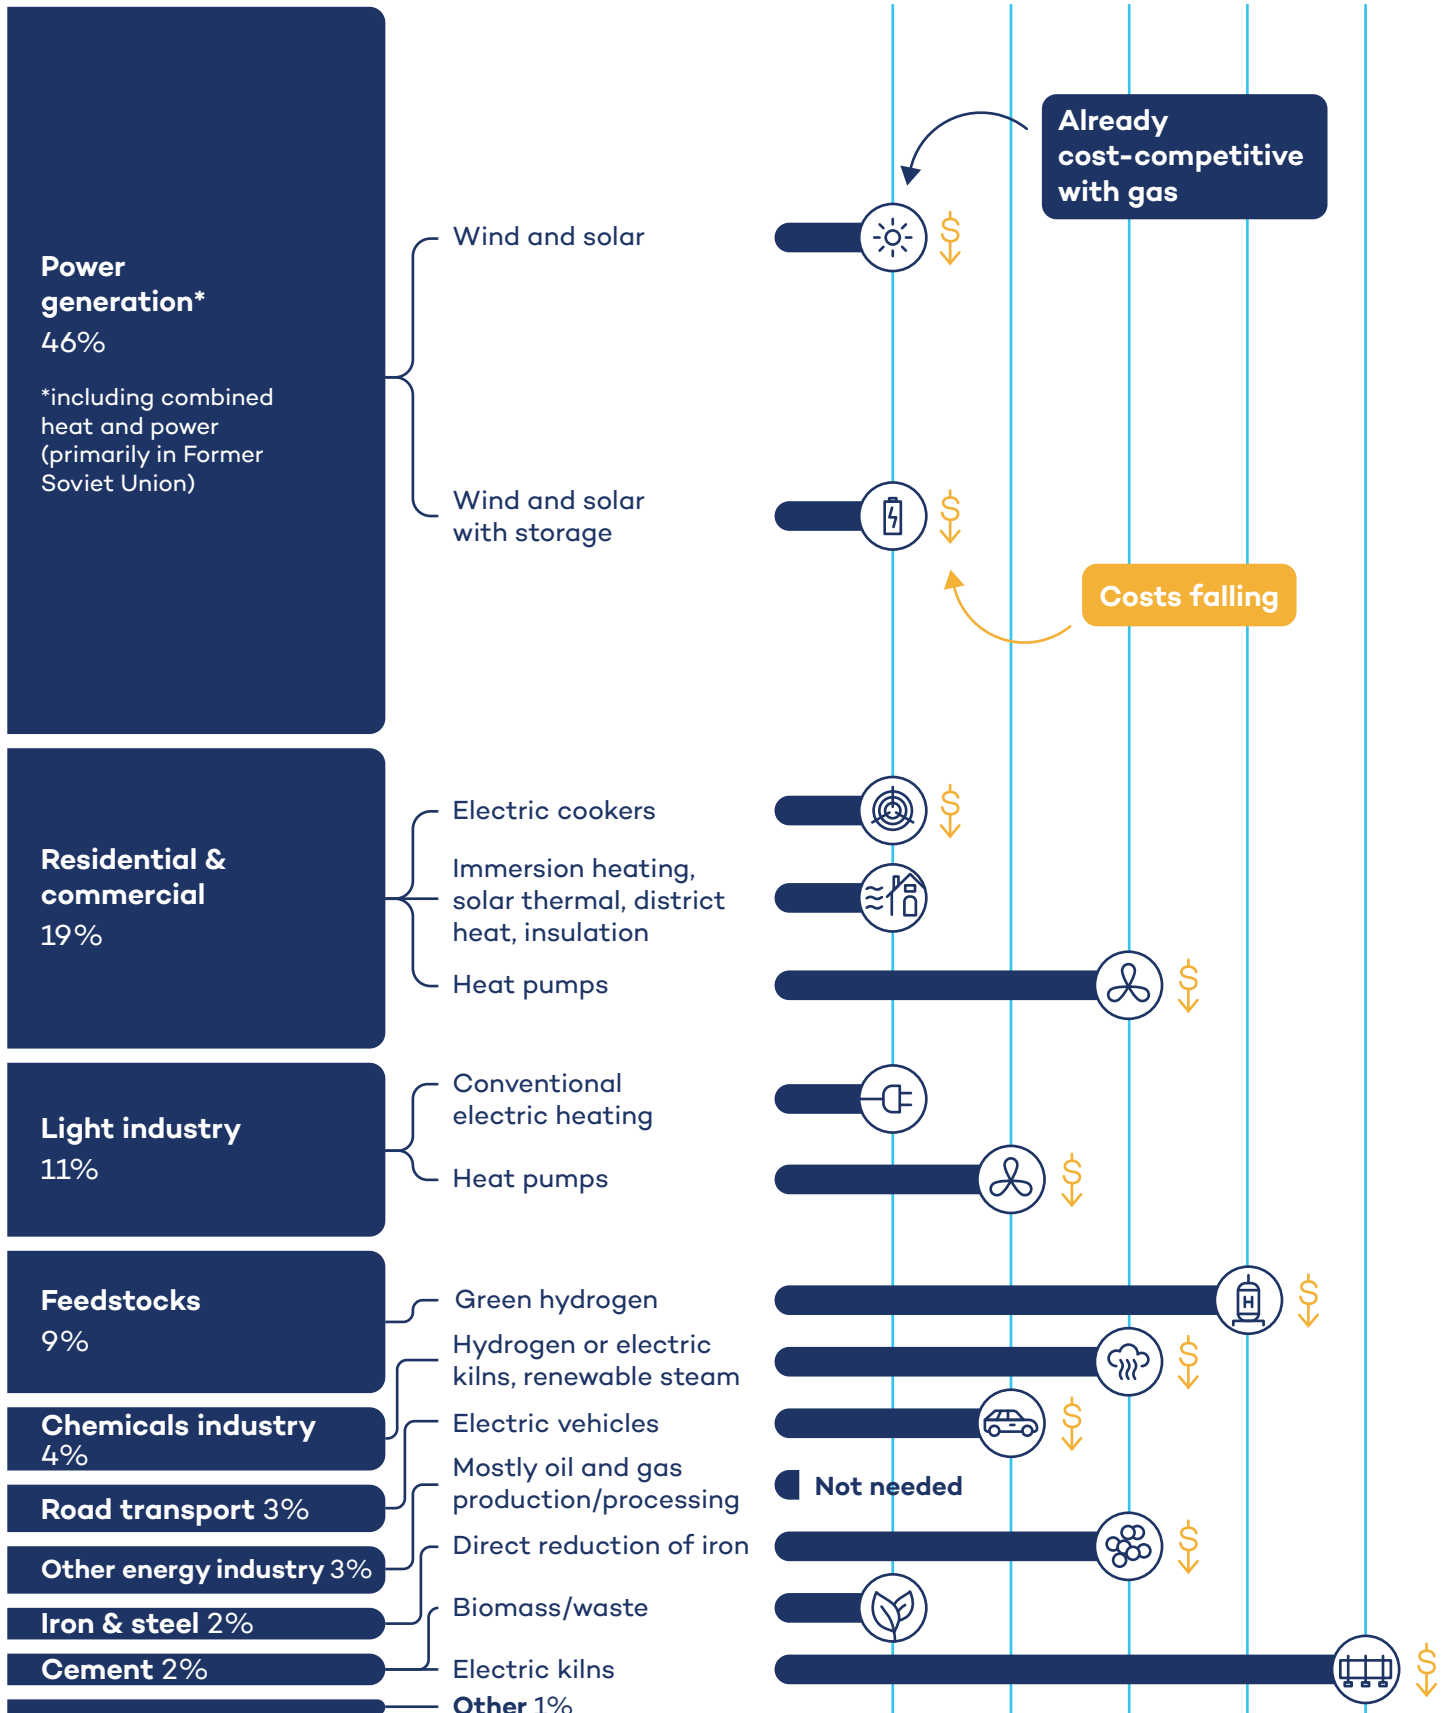 Already
cost-competitive
with gas
Power
generation*
46%
*including combined
heat and power
(primarily in Former
Soviet Union)
Wind and solar
$
Wind and solar
with storage
$
Costs falling
Residential &
commercial
19%
Electric cookers
$
Immersion heating,
solar thermal, district
heat, insulation
Heat pumps
$
Light industry
11%
Conventional
electric heating
Heat pumps
$
Feedstocks
9%
Green hydrogen
H
$
Chemicals industry
4%
Hydrogen or electric
kilns, renewable steam
$
Road transport 3%
Electric vehicles
$
Other energy industry 3%
Mostly oil and gas
production/processing
Not needed
Iron & steel 2%
Direct reduction of iron
$
Cement 2%
Biomass/waste
Electric kilns
$
Other 1%